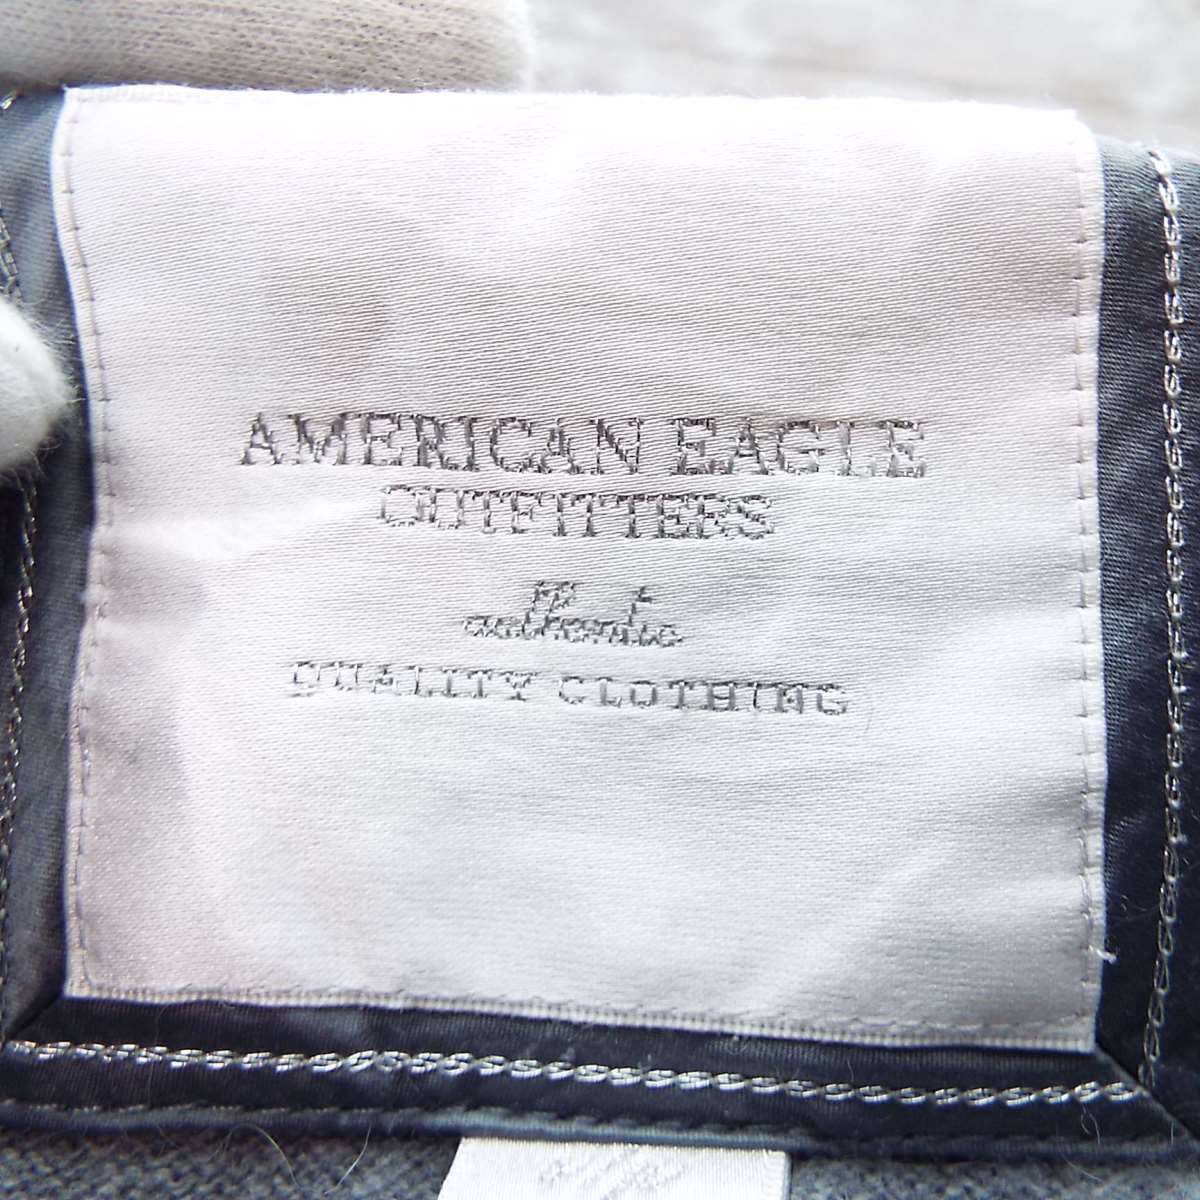 AMERICAN EAGLE
OUTFITTERS
authentic
QUALITY CLOTHING